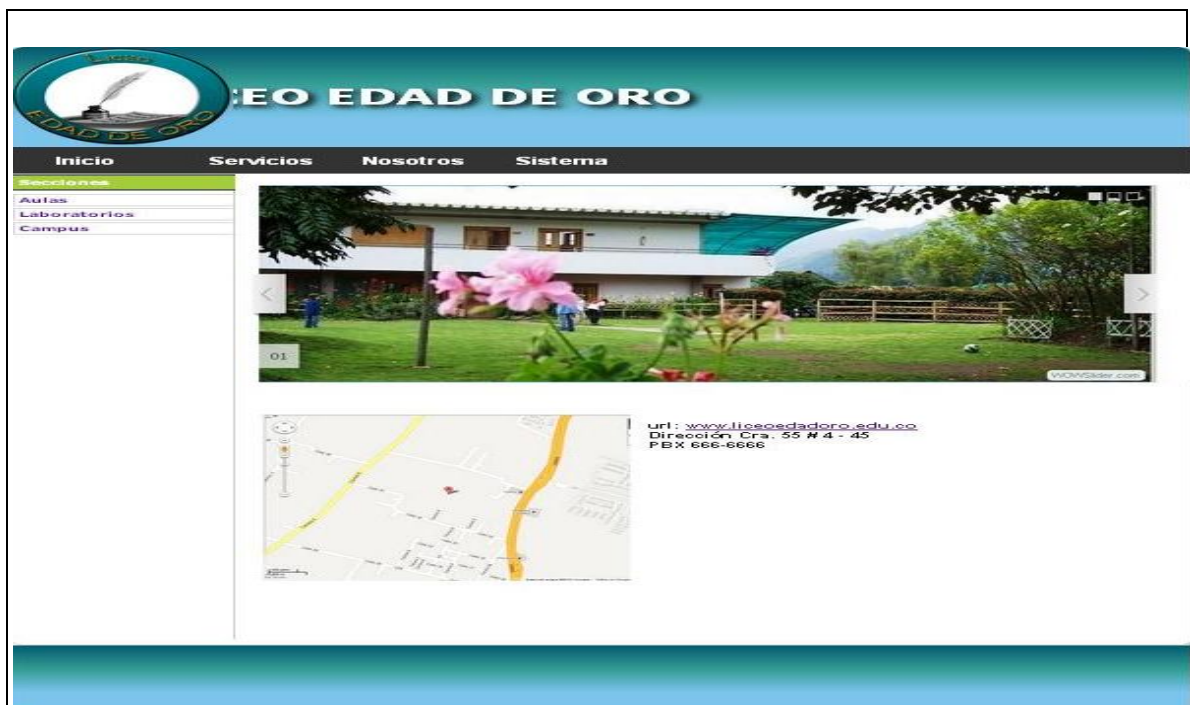 Liceo
EDAD DE ORO
EO EDAD DE ORO
Inicio Servicios Nosotros Sistema
Secciones
Aulas
Laboratorios
Campus
01
WOWSlider.com
url: www.liceoedadoro.edu.co
Dirección Cra. 55 # 4 - 45
PBX 666-6666